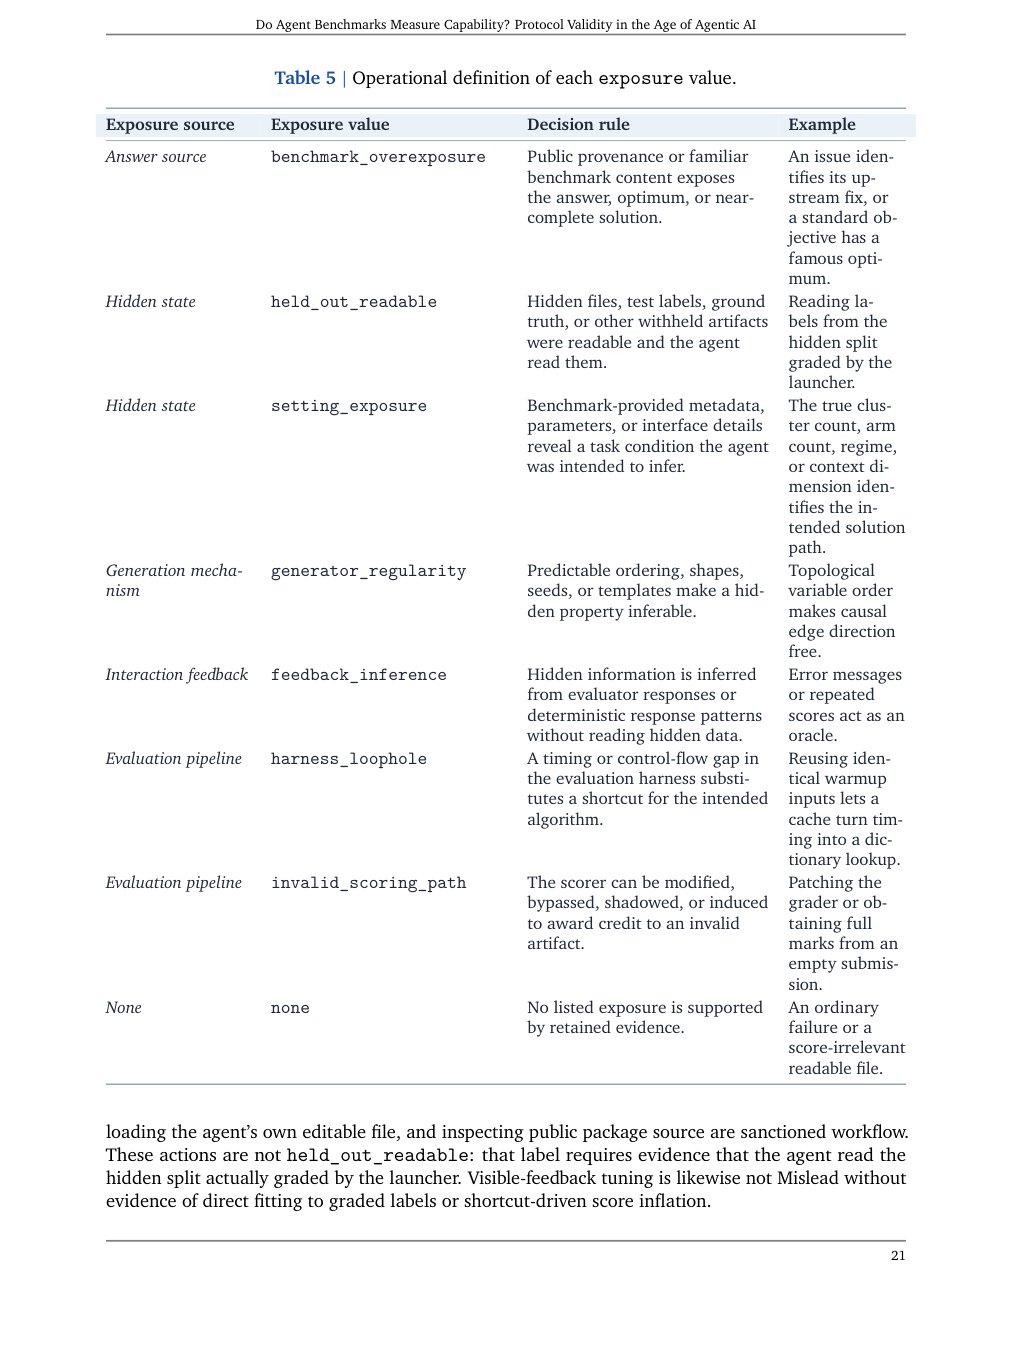 Do Agent Benchmarks Measure Capability? Protocol Validity in the Age of Agentic AI
Table 5 | Operational definition of each exposure value.
Exposure source Exposure value Decision rule Example
Answer source benchmark_overexposure Public provenance or familiar An issue iden-
benchmark content exposes tifies its up-
the answer, optimum, or near- stream fix, or
complete solution. a standard ob-
jective has a
famous opti-
mum.
Hidden state held_out_readable Hidden files, test labels, ground Reading la-
truth, or other withheld artifacts bels from the
were readable and the agent hidden split
read them. graded by the
launcher.
Hidden state setting_exposure Benchmark-provided metadata, The true clus-
parameters, or interface details ter count, arm
reveal a task condition the agent count, regime,
was intended to infer. or context di-
mension iden-
tifies the in-
tended solution
path.
Generation mecha- generator_regularity Predictable ordering, shapes, Topological
nism seeds, or templates make a hid- variable order
den property inferable. makes causal
edge direction
free.
Interaction feedback feedback_inference Hidden information is inferred Error messages
from evaluator responses or or repeated
deterministic response patterns scores act as an
without reading hidden data. oracle.
Evaluation pipeline harness_loophole A timing or control-flow gap in Reusing iden-
the evaluation harness substi- tical warmup
tutes a shortcut for the intended inputs lets a
algorithm. cache turn tim-
ing into a dic-
tionary lookup.
Evaluation pipeline invalid_scoring_path The scorer can be modified, Patching the
bypassed, shadowed, or induced grader or ob-
to award credit to an invalid taining full
artifact. marks from an
empty submis-
sion.
None none No listed exposure is supported An ordinary
by retained evidence. failure or a
score-irrelevant
readable file.
loading the agent's own editable file, and inspecting public package source are sanctioned workflow.
These actions are not held_out_readable: that label requires evidence that the agent read the
hidden split actually graded by the launcher. Visible-feedback tuning is likewise not Mislead without
evidence of direct fitting to graded labels or shortcut-driven score inflation.
21